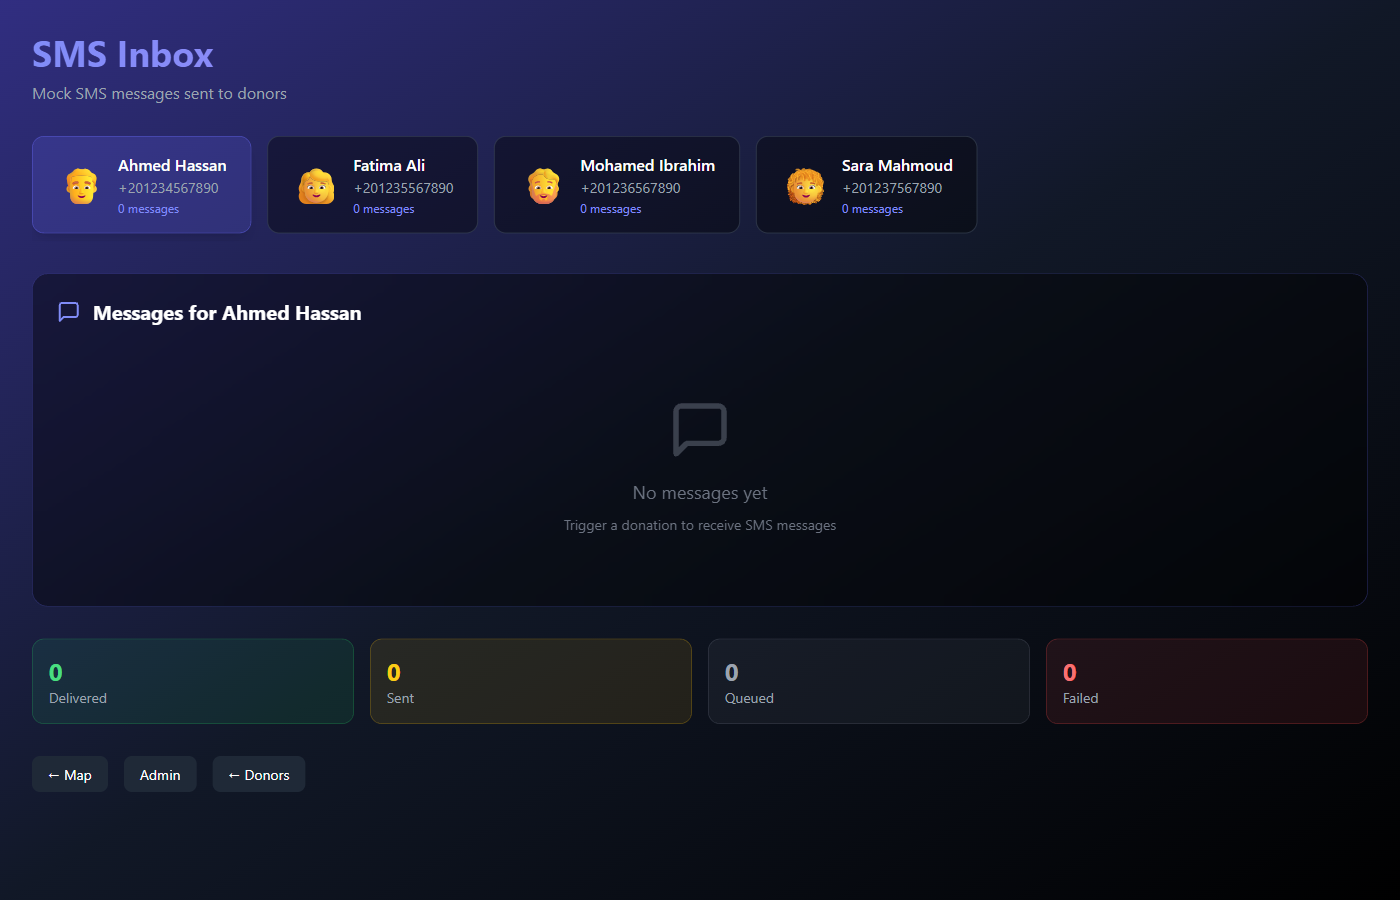 SMS Inbox
Mock SMS messages sent to donors
Ahmed Hassan
+201234567890
0 messages
Fatima Ali
+201235567890
0 messages
Mohamed Ibrahim
+201236567890
0 messages
Sara Mahmoud
+201237567890
0 messages
Messages for Ahmed Hassan
No messages yet
Trigger a donation to receive SMS messages
0
Delivered
0
Sent
0
Queued
0
Failed
← Map
Admin
← Donors